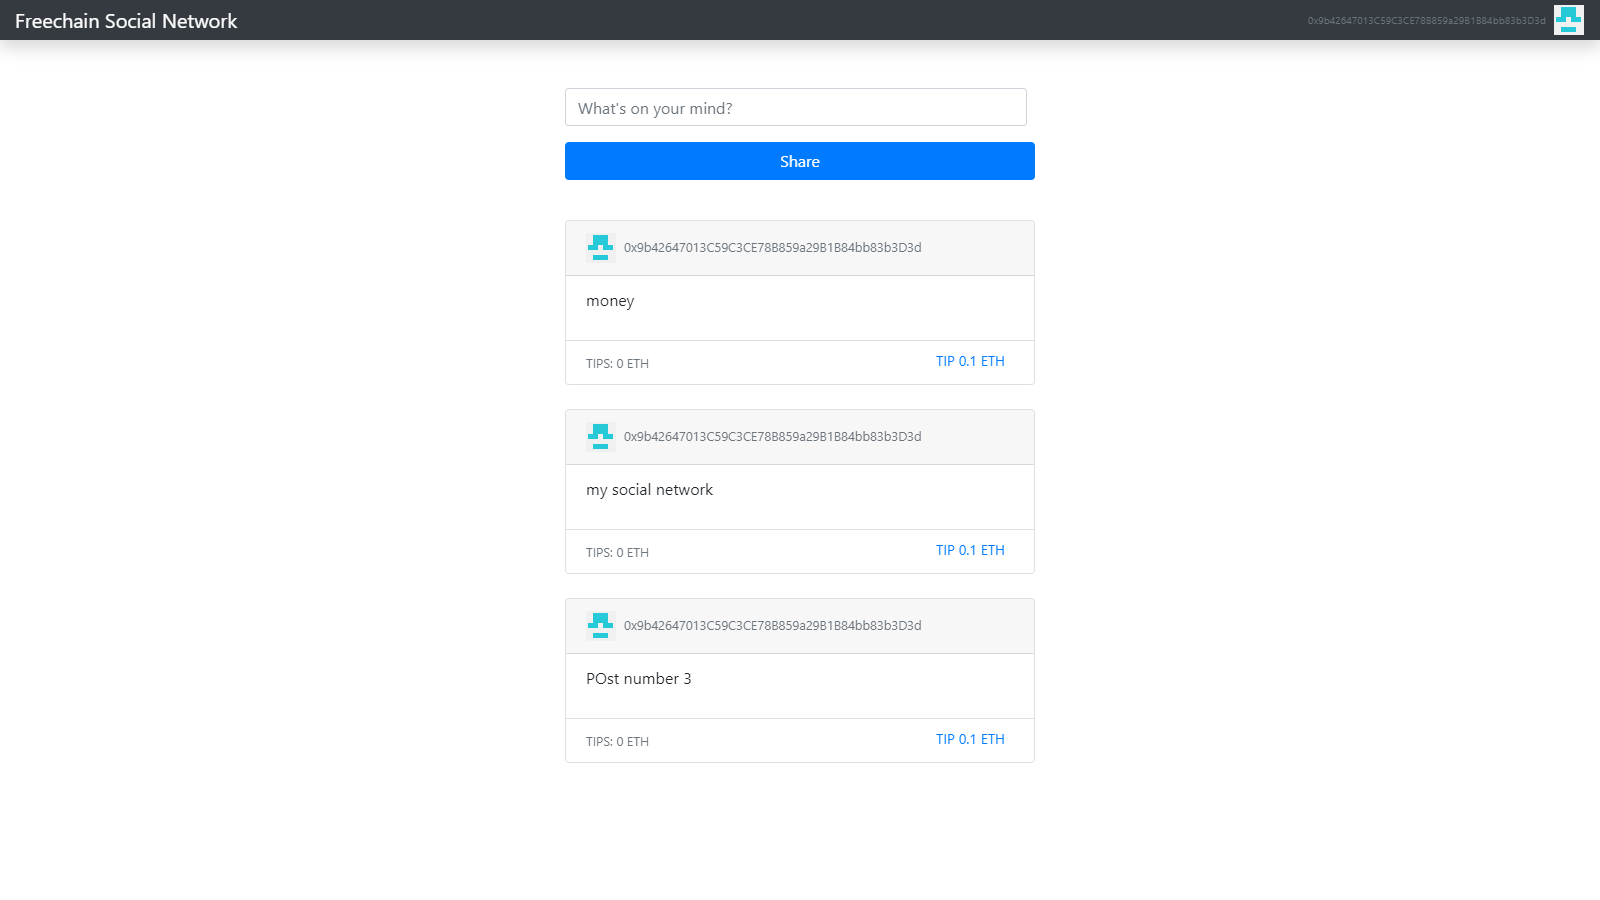 Freechain Social Network
0x9b42647013C59C3CE78B859a29B1B84bb83b3D3d
What's on your mind?
Share
0x9b42647013C59C3CE78B859a29B1B84bb83b3D3d
money
TIPS: 0 ETH
TIP 0.1 ETH
0x9b42647013C59C3CE78B859a29B1B84bb83b3D3d
my social network
TIPS: 0 ETH
TIP 0.1 ETH
0x9b42647013C59C3CE78B859a29B1B84bb83b3D3d
POst number 3
TIPS: 0 ETH
TIP 0.1 ETH